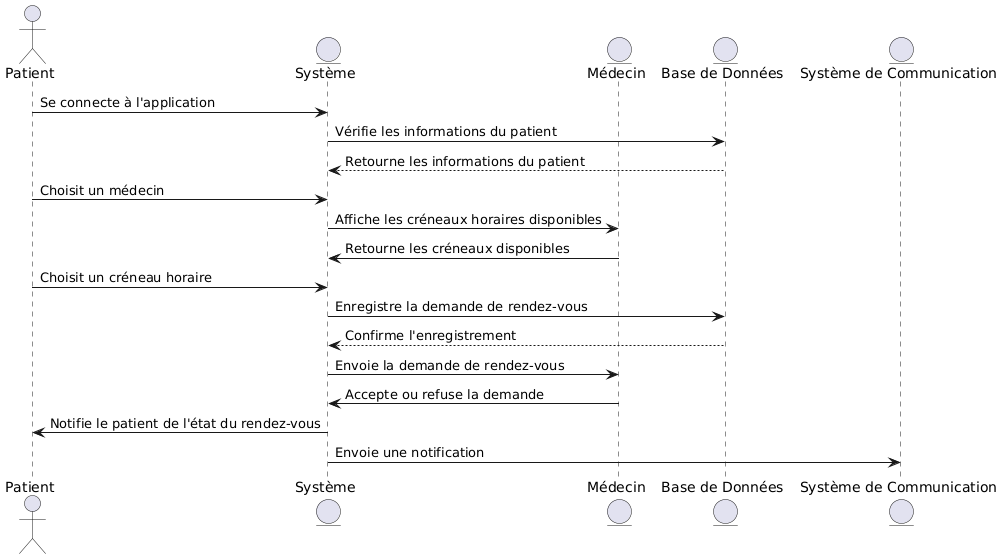 Patient
Système
Médecin
Base de Données
Système de Communication
Se connecte à l'application
Vérifie les informations du patient
Retourne les informations du patient
Choisit un médecin
Affiche les créneaux horaires disponibles
Retourne les créneaux disponibles
Choisit un créneau horaire
Enregistre la demande de rendez-vous
Confirme l'enregistrement
Envoie la demande de rendez-vous
Accepte ou refuse la demande
Notifie le patient de l'état du rendez-vous
Envoie une notification
Patient
Système
Médecin
Base de Données
Système de Communication